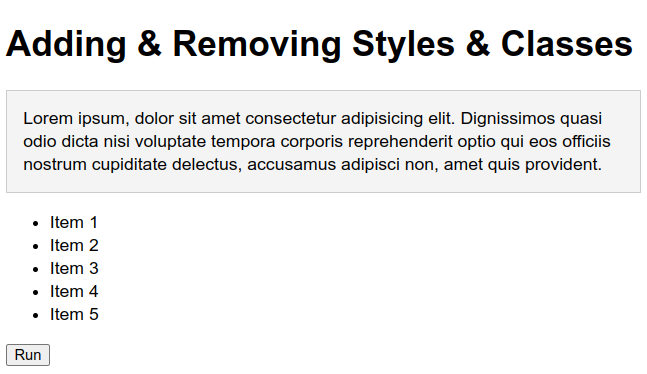 Adding & Removing Styles & Classes
Lorem ipsum, dolor sit amet consectetur adipisicing elit. Dignissimos quasi
odio dicta nisi voluptate tempora corporis reprehenderit optio qui eos officiis
nostrum cupiditate delectus, accusamus adipisci non, amet quis provident.
• Item 1
• Item 2
• Item 3
• Item 4
• Item 5
Run